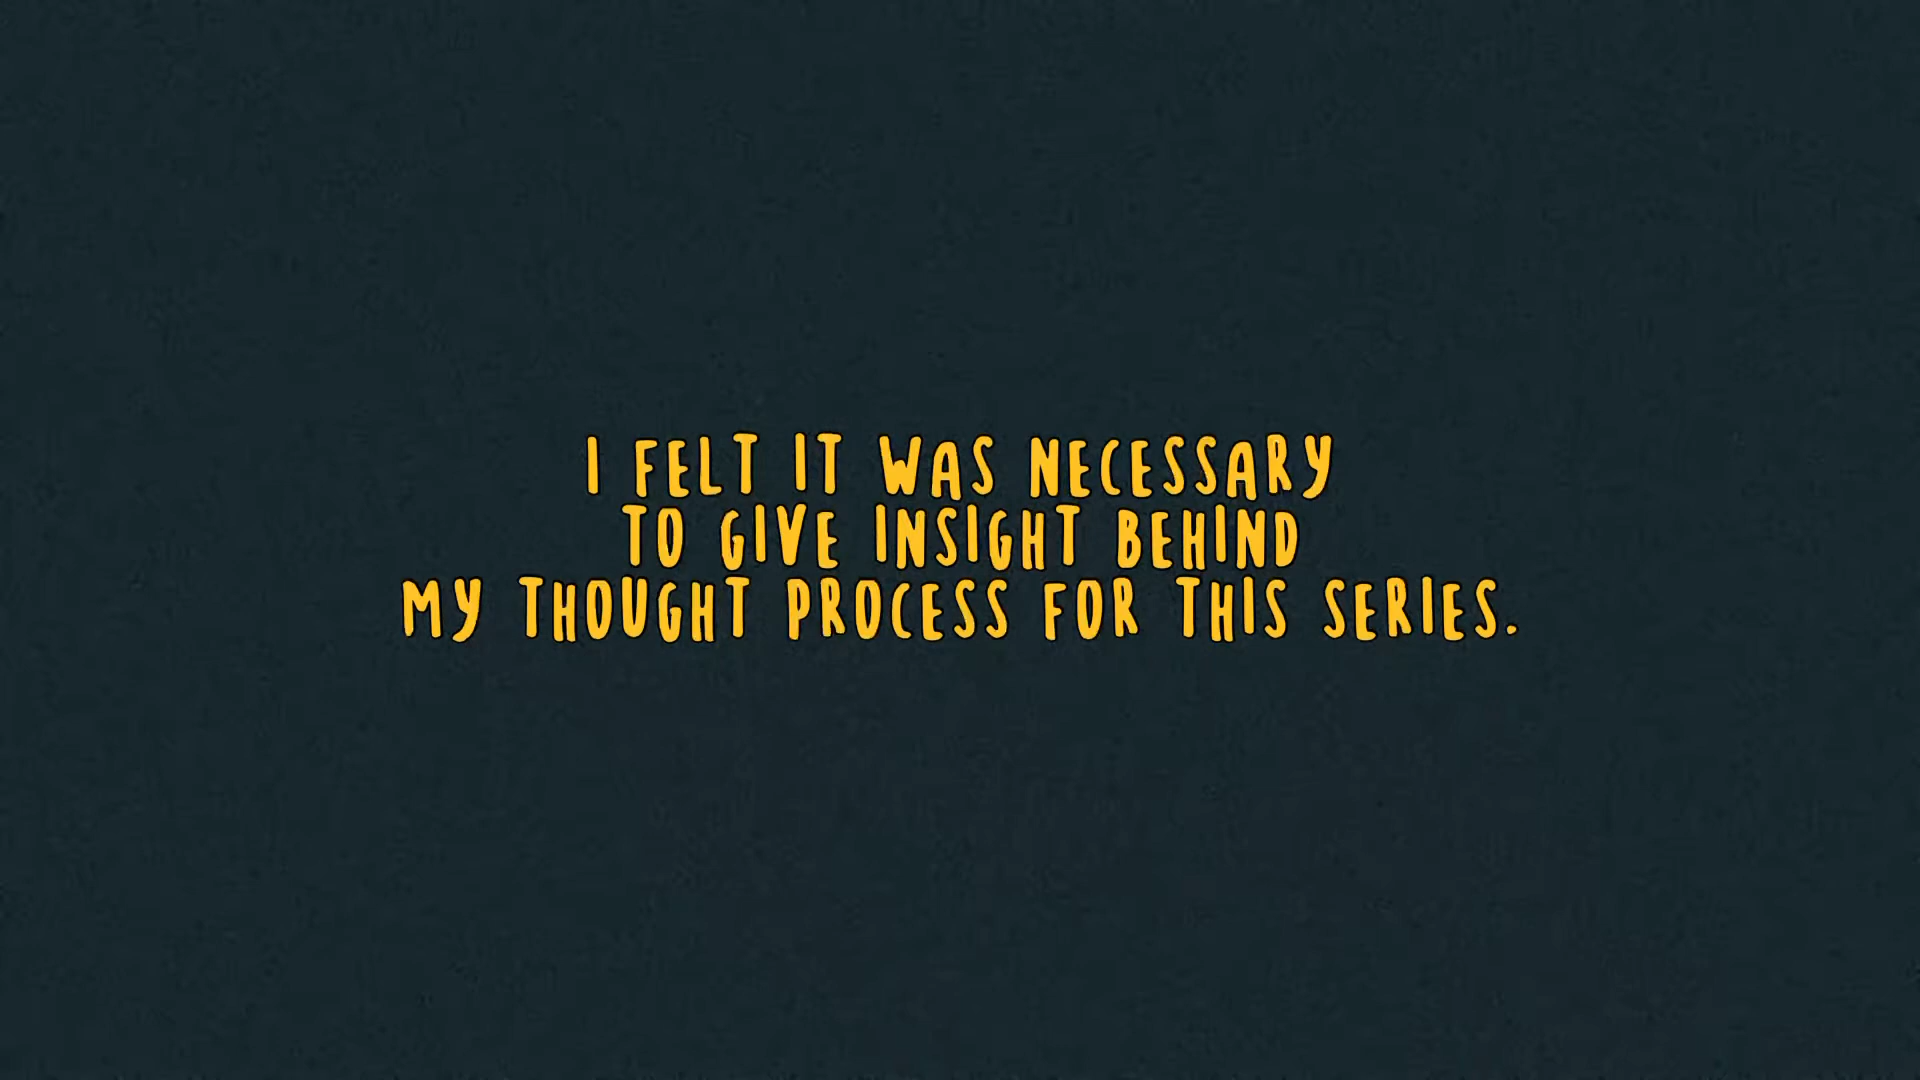 I FELT IT WAS NECESSARY
TO GIVE INSIGHT BEHIND
MY THOUGHT PROCESS FOR THIS SERIES.